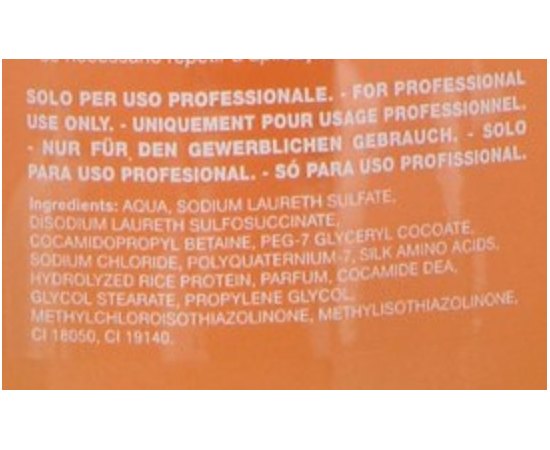 se necessario repetir a
SOLO PER USO PROFESSIONALE. - FOR PROFESSIONAL
USE ONLY. - UNIQUEMENT POUR USAGE PROFESSIONNEL.
- NUR FÜR DEN GEWERBLICHEN GEBRAUCH. - SOLO
PARA USO PROFESIONAL. - SÓ PARA USO PROFISSIONAL.
Ingredients: AQUA, SODIUM LAURETH SULFATE,
DISODIUM LAURETH SULFOSUCCINATE,
COCAMIDOPROPYL BETAINE, PEG-7 GLYCERYL COCOATE,
SODIUM CHLORIDE, POLYQUATERNIUM-7, SILK AMINO ACIDS,
HYDROLYZED RICE PROTEIN, PARFUM, COCAMIDE DEA,
GLYCOL STEARATE, PROPYLENE GLYCOL,
METHYLCHLOROISOTHIAZOLINONE, METHYLISOTHIAZOLINONE,
CI 18050, CI 19140.